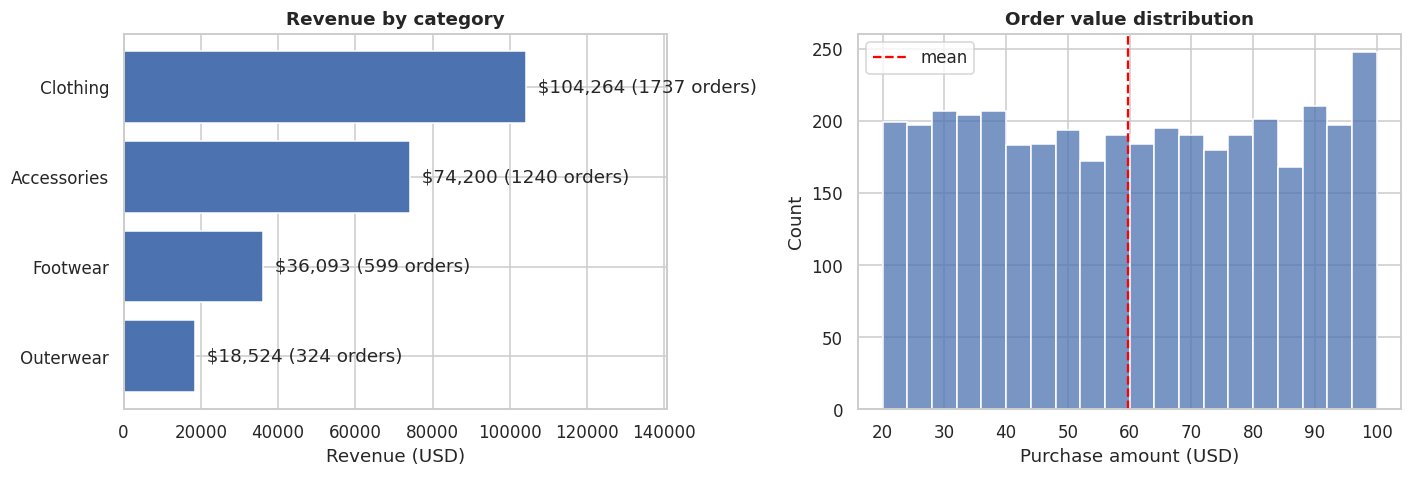 Revenue by category
Clothing
$104,264 (1737 orders)
Accessories
$74,200 (1240 orders)
Footwear
$36,093 (599 orders)
Outerwear
$18,524 (324 orders)
0 20000 40000 60000 80000 100000 120000 140000
Revenue (USD)
Order value distribution
mean
250
200
150
100
50
0
Count
20 30 40 50 60 70 80 90 100
Purchase amount (USD)